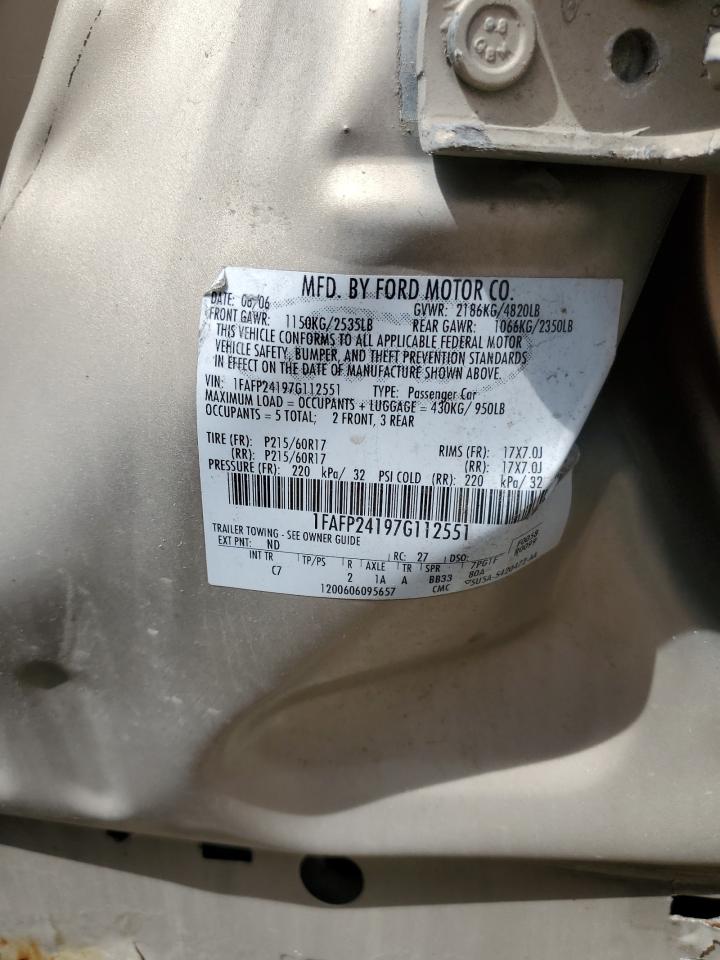 MFD. BY FORD MOTOR CO.
DATE: 06/06 GVWR: 2186KG/4820LB
FRONT GAWR: 1150KG/2535LB REAR GAWR: 1066KG/2350LB
THIS VEHICLE CONFORMS TO ALL APPLICABLE FEDERAL MOTOR
VEHICLE SAFETY, BUMPER, AND THEFT PREVENTION STANDARDS
IN EFFECT ON THE DATE OF MANUFACTURE SHOWN ABOVE.
VIN: 1FAFP24197G112551 TYPE: Passenger Car
MAXIMUM LOAD = OCCUPANTS + LUGGAGE = 430KG/ 950LB
OCCUPANTS = 5 TOTAL; 2 FRONT, 3 REAR
TIRE (FR): P215/60R17 RIMS (FR): 17X7.0J
(RR): P215/60R17 (RR): 17X7.0J
PRESSURE (FR): 220 kPa/ 32 PSI COLD (RR): 220 kPa/ 32
1FAFP24197G112551
TRAILER TOWING - SEE OWNER GUIDE
F0058
R0099
EXT PNT: ND RC: 27 DSO: 7PGTF
INT TR TP/PS R AXLE TR SPR 80A
C7 2 1A A BB33
1200606095657 CMC